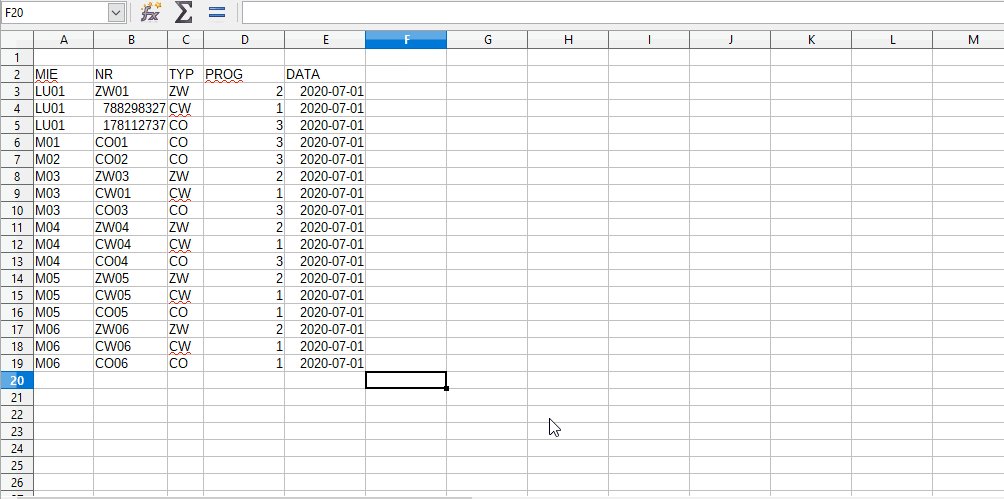 F20
A B C D E F G H I J K L M
1
2 MIE NR TYP PROG DATA
3 LU01 ZW01 ZW 2 2020-07-01
4 LU01 788298327 CW 1 2020-07-01
5 LU01 178112737 CO 3 2020-07-01
6 M01 CO01 CO 3 2020-07-01
7 M02 CO02 CO 3 2020-07-01
8 M03 ZW03 ZW 2 2020-07-01
9 M03 CW01 CW 1 2020-07-01
10 M03 CO03 CO 3 2020-07-01
11 M04 ZW04 ZW 2 2020-07-01
12 M04 CW04 CW 1 2020-07-01
13 M04 CO04 CO 3 2020-07-01
14 M05 ZW05 ZW 2 2020-07-01
15 M05 CW05 CW 1 2020-07-01
16 M05 CO05 CO 1 2020-07-01
17 M06 ZW06 ZW 2 2020-07-01
18 M06 CW06 CW 1 2020-07-01
19 M06 CO06 CO 1 2020-07-01
20
21
22
23
24
25
26